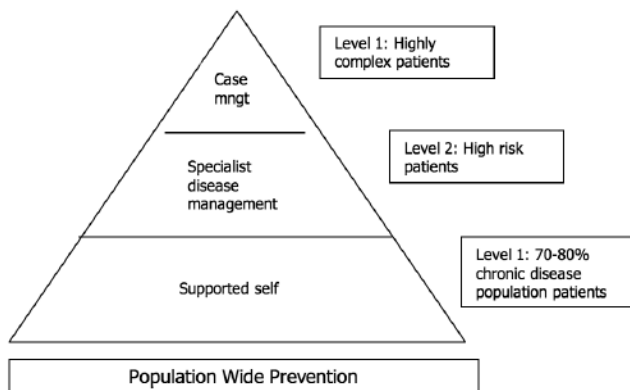 Level 1: Highly
complex patients
Case
mngt
Level 2: High risk
patients
Specialist
disease
management
Level 1: 70-80%
chronic disease
population patients
Supported self
Population Wide Prevention